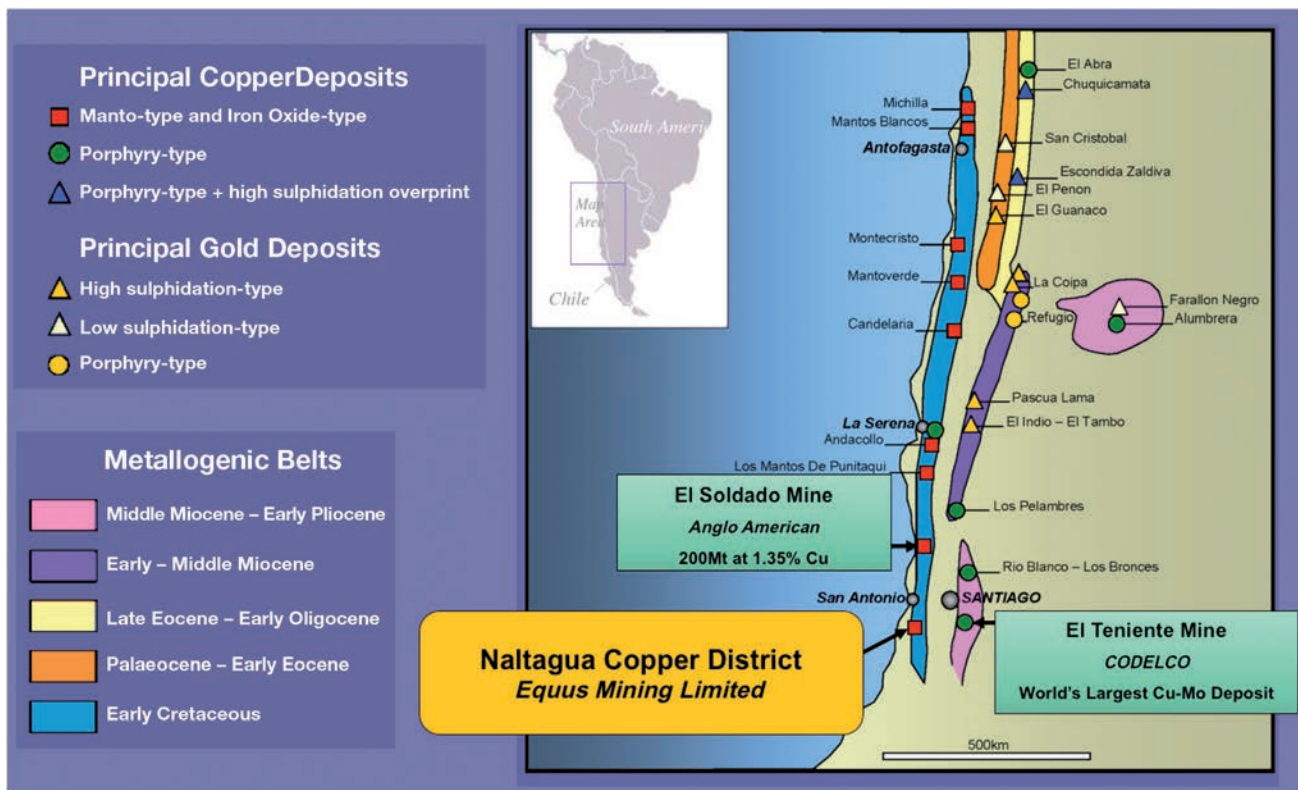 Principal CopperDeposits
Manto-type and Iron Oxide-type
Porphyry-type
Porphyry-type + high sulphidation overprint
Principal Gold Deposits
High sulphidation-type
Low sulphidation-type
Porphyry-type
Metallogenic Belts
Middle Miocene – Early Pliocene
Early – Middle Miocene
Late Eocene – Early Oligocene
Palaeocene – Early Eocene
Early Cretaceous
South Americ
Map
Area
Chile
El Abra
Chuquicamata
Michilla
Mantos Blancos
Antofagasta
San Cristobal
Escondida Zaldiva
El Penon
El Guanaco
Montecristo
Mantoverde
La Coipa
Farallon Negro
Refugio
Alumbrera
Candelaria
Pascua Lama
La Serena
El Indio – El Tambo
Andacollo
Los Mantos De Punitaqui
El Soldado Mine
Anglo American
200Mt at 1.35% Cu
Los Pelambres
Rio Blanco – Los Bronces
San Antonio
SANTIAGO
Naltagua Copper District
Equus Mining Limited
El Teniente Mine
CODELCO
World's Largest Cu-Mo Deposit
500km